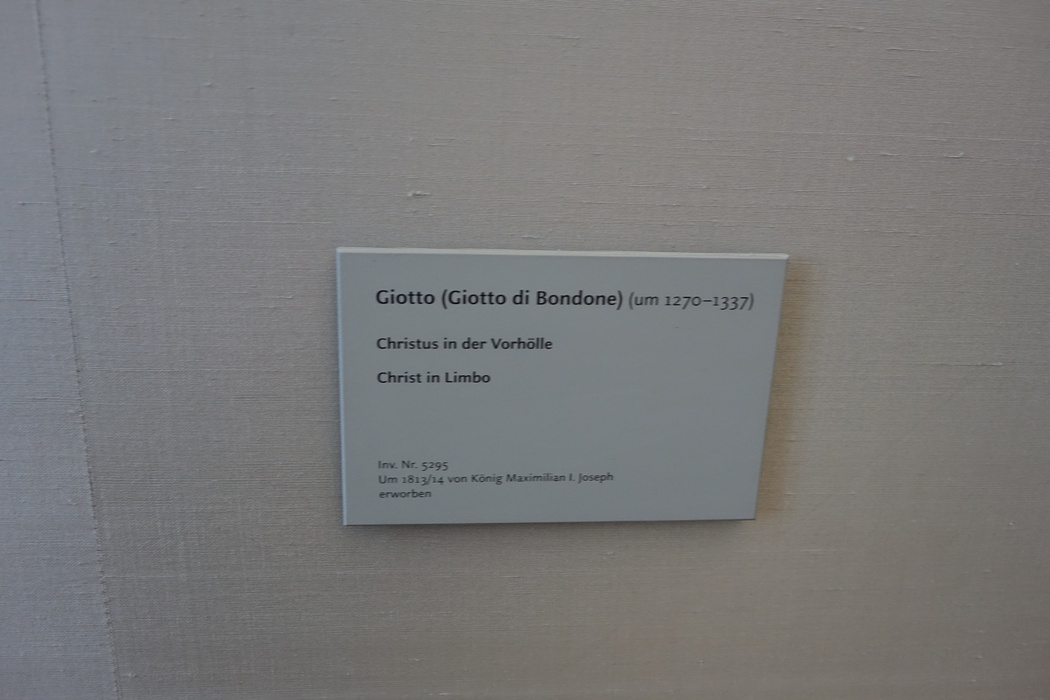 Giotto (Giotto di Bondone) (um 1270–1337)
Christus in der Vorhölle
Christ in Limbo
Inv. Nr. 5295
Um 1813/14 von König Maximilian I. Joseph
erworben